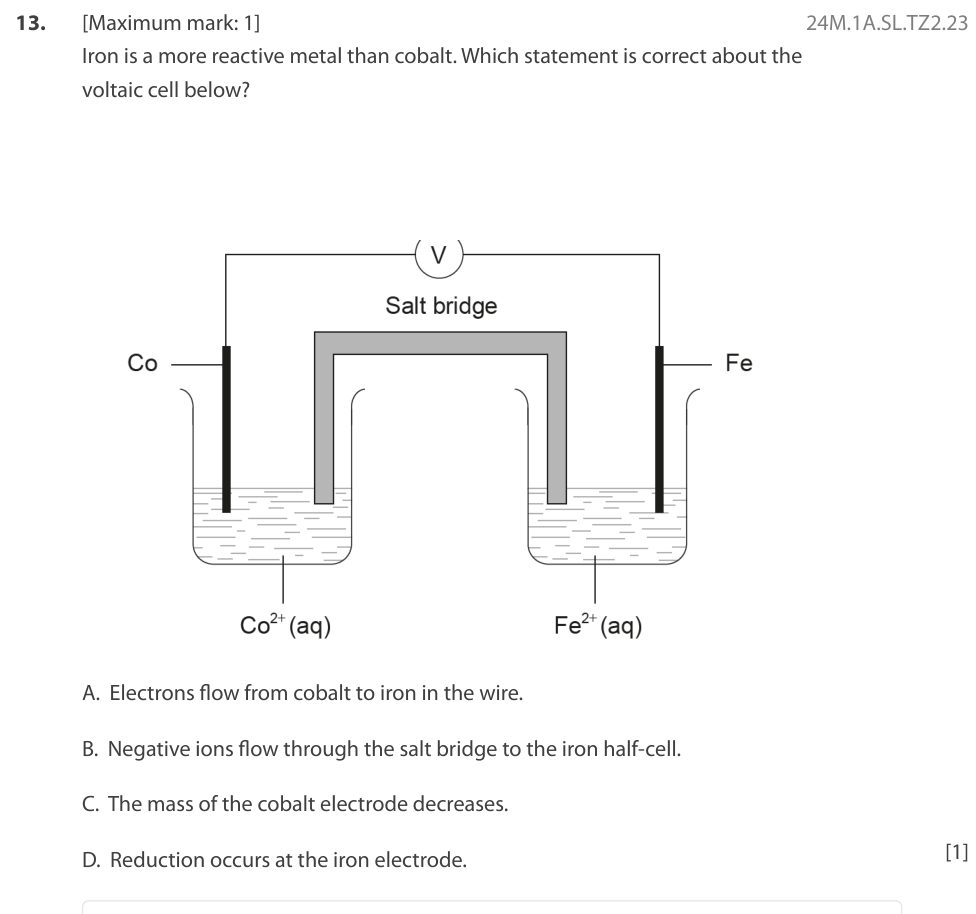 13. [Maximum mark: 1] 24M.1A.SL.TZ2.23
Iron is a more reactive metal than cobalt. Which statement is correct about the
voltaic cell below?
V
Salt bridge
Co
Fe
Co²⁺ (aq)
Fe²⁺ (aq)
A. Electrons flow from cobalt to iron in the wire.
B. Negative ions flow through the salt bridge to the iron half-cell.
C. The mass of the cobalt electrode decreases.
D. Reduction occurs at the iron electrode.
[1]